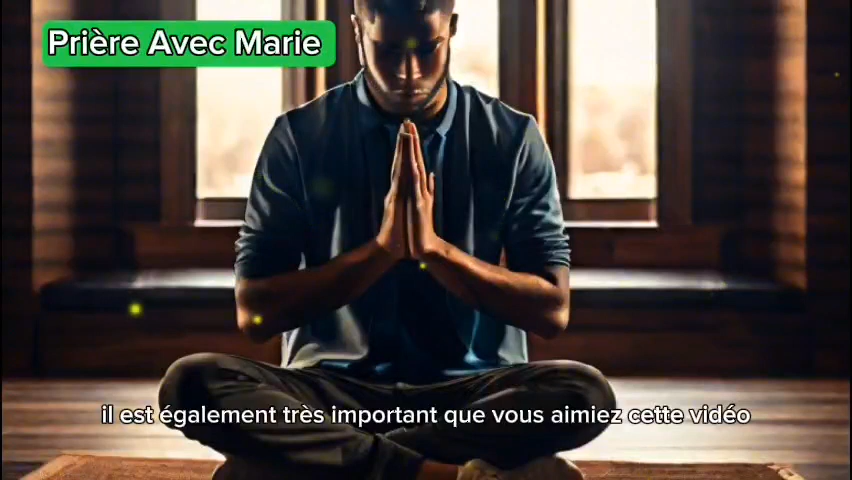 Prière Avec Marie
il est également très important que vous aimiez cette vidéo